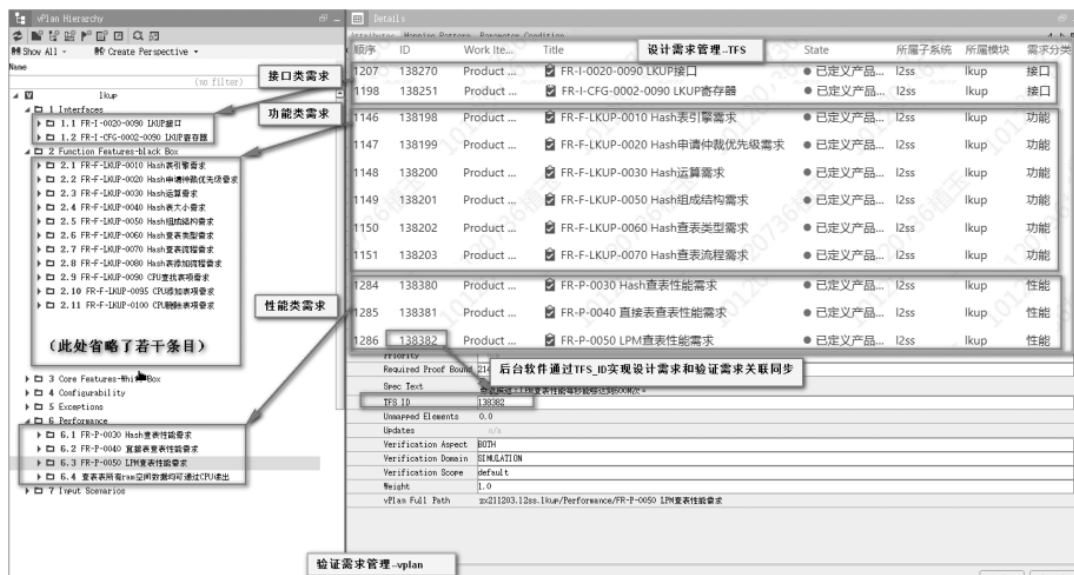 vPlan Hierarchy
Show All
Create Perspective
Name
(no filter)
lkup
1 Interfaces
1.1 FR-I-0020-0090 LKUP接口
1.2 FR-I-CFG-0002-0090 LKUP寄存器
2 Function Features-black Box
2.1 FR-F-LKUP-0010 Hash表引擎需求
2.2 FR-F-LKUP-0020 Hash申请仲裁优先级需求
2.3 FR-F-LKUP-0030 Hash运算需求
2.4 FR-F-LKUP-0040 Hash表大小需求
2.5 FR-F-LKUP-0050 Hash组成结构需求
2.6 FR-F-LKUP-0060 Hash查表类型需求
2.7 FR-F-LKUP-0070 Hash查表流程需求
2.8 FR-F-LKUP-0080 Hash表添加流程需求
2.9 FR-F-LKUP-0090 CPU查找表项需求
2.10 FR-F-LKUP-0095 CPU添加表项需求
2.11 FR-F-LKUP-0100 CPU删除表项需求
(此处省略了若干条目)
3 Core Features-White Box
4 Configurability
5 Exceptions
6 Performance
6.1 FR-P-0030 Hash查表性能需求
6.2 FR-P-0040 直接表查表性能需求
6.3 FR-P-0050 LPM查表性能需求
6.4 查表表所有ram空间数据均可通过CPU读出
7 Input Scenarios
接口类需求
功能类需求
性能类需求
Details
Attributes Mapping Pattern Parameter Condition
顺序 ID Work Ite... Title 设计需求管理--TFS State 所属子系统 所属模块 需求分类
1207 138270 Product ... FR-I-0020-0090 LKUP接口 已定义产品... l2ss lkup 接口
1198 138251 Product ... FR-I-CFG-0002-0090 LKUP寄存器 已定义产品... l2ss lkup 接口
1146 138198 Product ... FR-F-LKUP-0010 Hash表引擎需求 已定义产品... l2ss lkup 功能
1147 138199 Product ... FR-F-LKUP-0020 Hash申请仲裁优先级需求 已定义产品... l2ss lkup 功能
1148 138200 Product ... FR-F-LKUP-0030 Hash运算需求 已定义产品... l2ss lkup 功能
1149 138201 Product ... FR-F-LKUP-0050 Hash组成结构需求 已定义产品... l2ss lkup 功能
1150 138202 Product ... FR-F-LKUP-0060 Hash查表类型需求 已定义产品... l2ss lkup 功能
1151 138203 Product ... FR-F-LKUP-0070 Hash查表流程需求 已定义产品... l2ss lkup 功能
1284 138380 Product ... FR-P-0030 Hash查表性能需求 已定义产品... l2ss lkup 性能
1285 138381 Product ... FR-P-0040 直接表查表性能需求 已定义产品... l2ss lkup 性能
1286 138382 Product ... FR-P-0050 LPM查表性能需求 已定义产品... l2ss lkup 性能
Priority
Required Proof Bound
后台软件通过TFS_ID实现设计需求和验证需求关联同步
Spec Text
TFS ID 138382
Unmapped Elements 0.0
Updates n/a
Verification Aspect BOTH
Verification Domain SIMULATION
Verification Scope default
Weight 1.0
vPlan Full Path zx211203.l2ss.lkup/Performance/FR-P-0050 LPM查表性能需求
验证需求管理--vplan